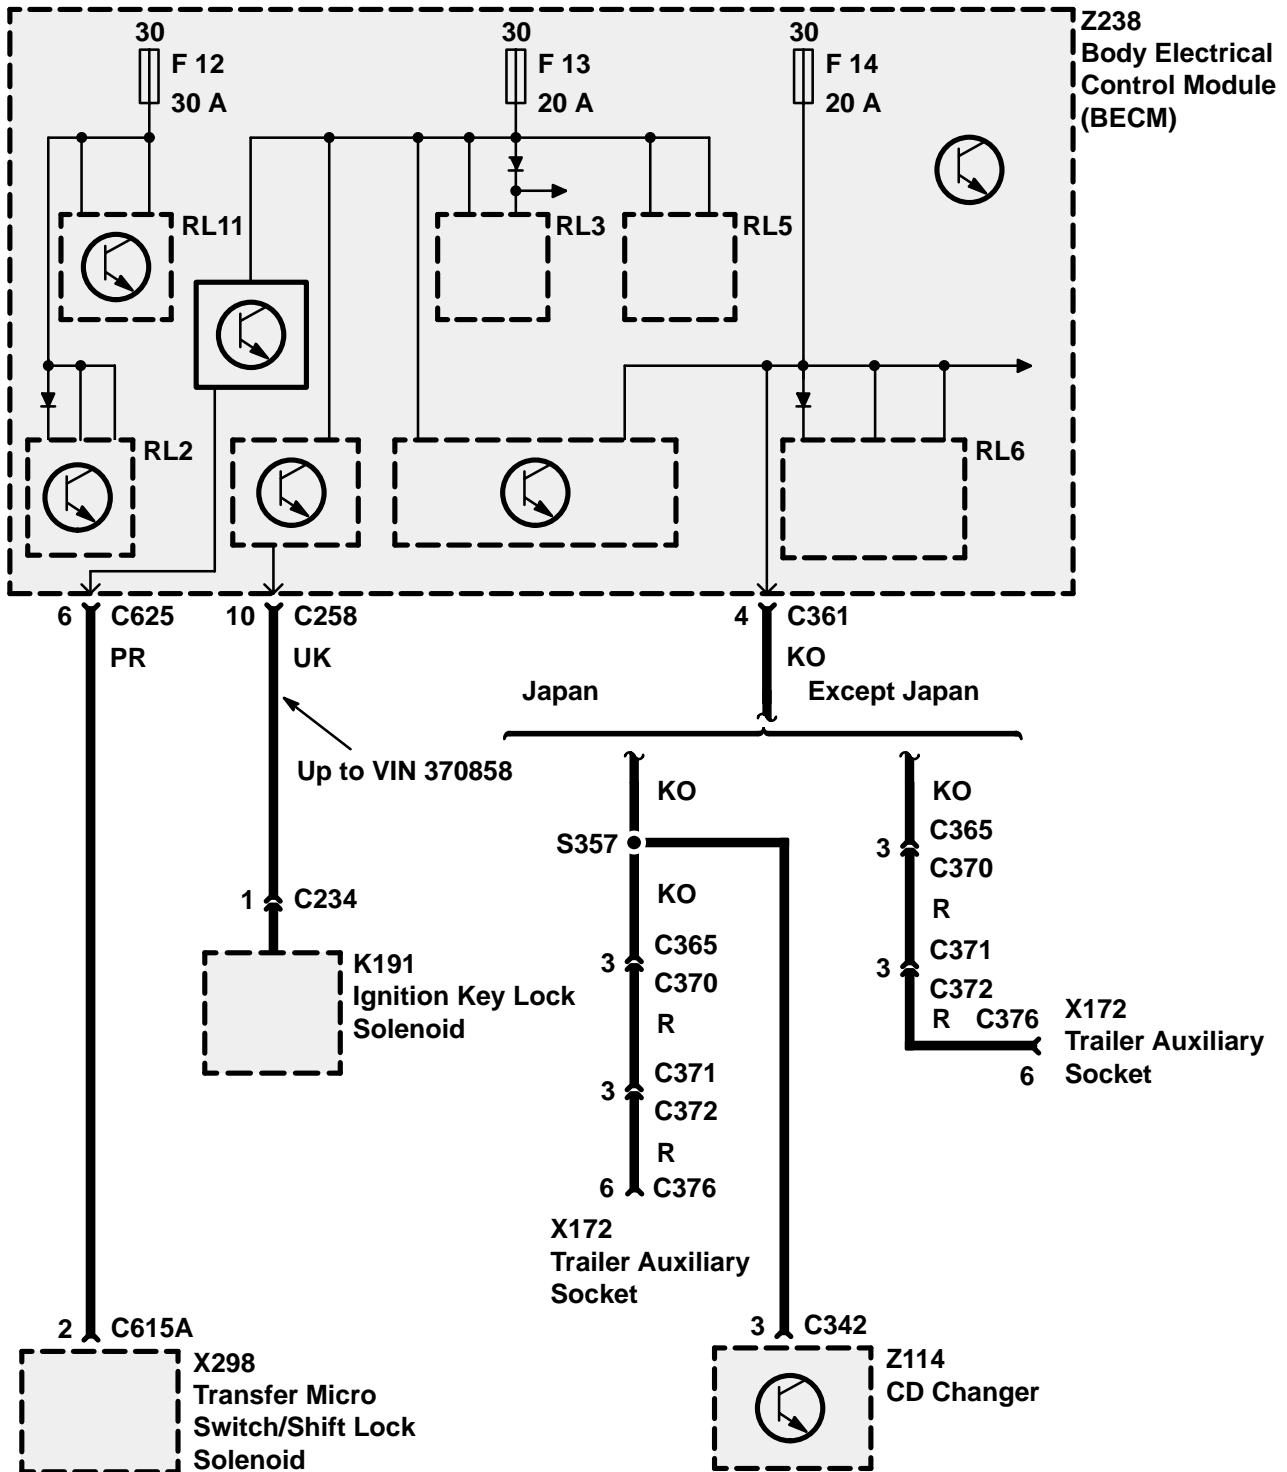 30
F 12
30 A
30
F 13
20 A
30
F 14
20 A
Z238
Body Electrical
Control Module
(BECM)
RL11
RL3
RL5
RL2
RL6
6 C625
PR
10 C258
UK
4 C361
KO
Japan
Except Japan
Up to VIN 370858
KO
S357
KO
3 C365
C370
R
3 C371
C372
R
6 C376
X172
Trailer Auxiliary
Socket
KO
3 C365
C370
R
3 C371
C372
R C376
6
X172
Trailer Auxiliary
Socket
1 C234
K191
Ignition Key Lock
Solenoid
2 C615A
X298
Transfer Micro
Switch/Shift Lock
Solenoid
3 C342
Z114
CD Changer